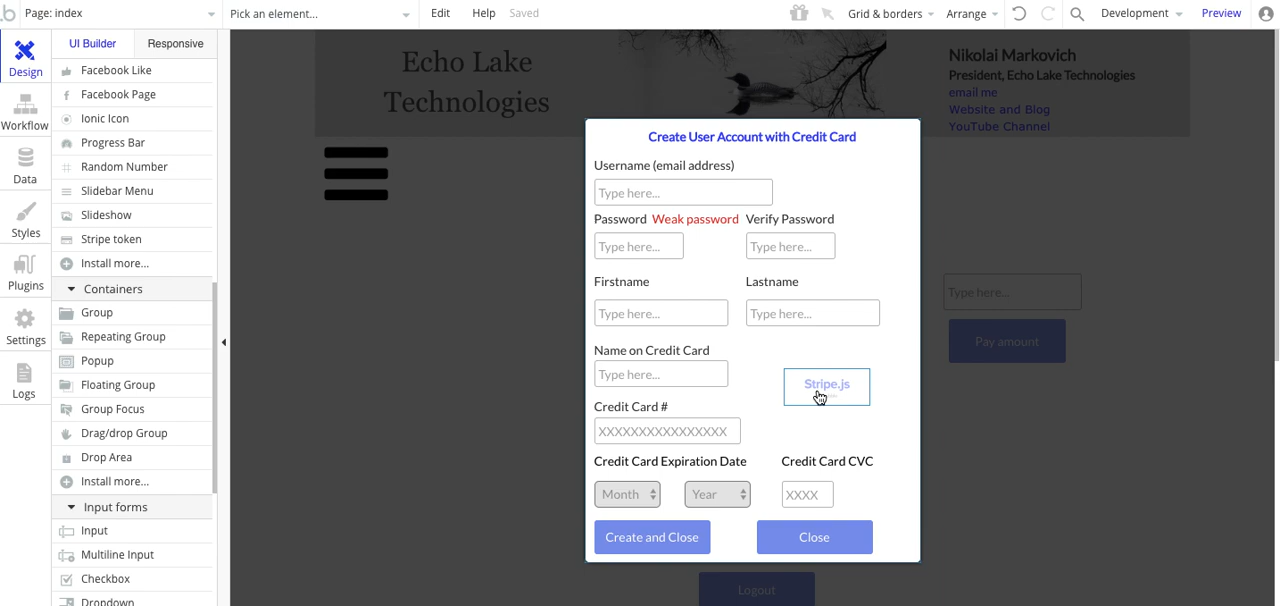 b Page: index Pick an element... Edit Help Saved Grid & borders Arrange Development Preview
UI Builder Responsive
Design
Workflow
Data
Styles
Plugins
Settings
Logs
Facebook Like
Facebook Page
Ionic Icon
Progress Bar
Random Number
Slidebar Menu
Slideshow
Stripe token
Install more...
Containers
Group
Repeating Group
Popup
Floating Group
Group Focus
Drag/drop Group
Drop Area
Install more...
Input forms
Input
Multiline Input
Checkbox
Dropdown
Echo Lake
Technologies
Nikolai Markovich
President, Echo Lake Technologies
email me
Website and Blog
YouTube Channel
Create User Account with Credit Card
Username (email address)
Type here...
Password Weak password Verify Password
Type here... Type here...
Firstname Lastname
Type here... Type here...
Name on Credit Card
Type here...
Stripe.js
Credit Card #
XXXXXXXXXXXXXXXX
Credit Card Expiration Date Credit Card CVC
Month Year XXXX
Create and Close Close
Type here...
Pay amount
Logout